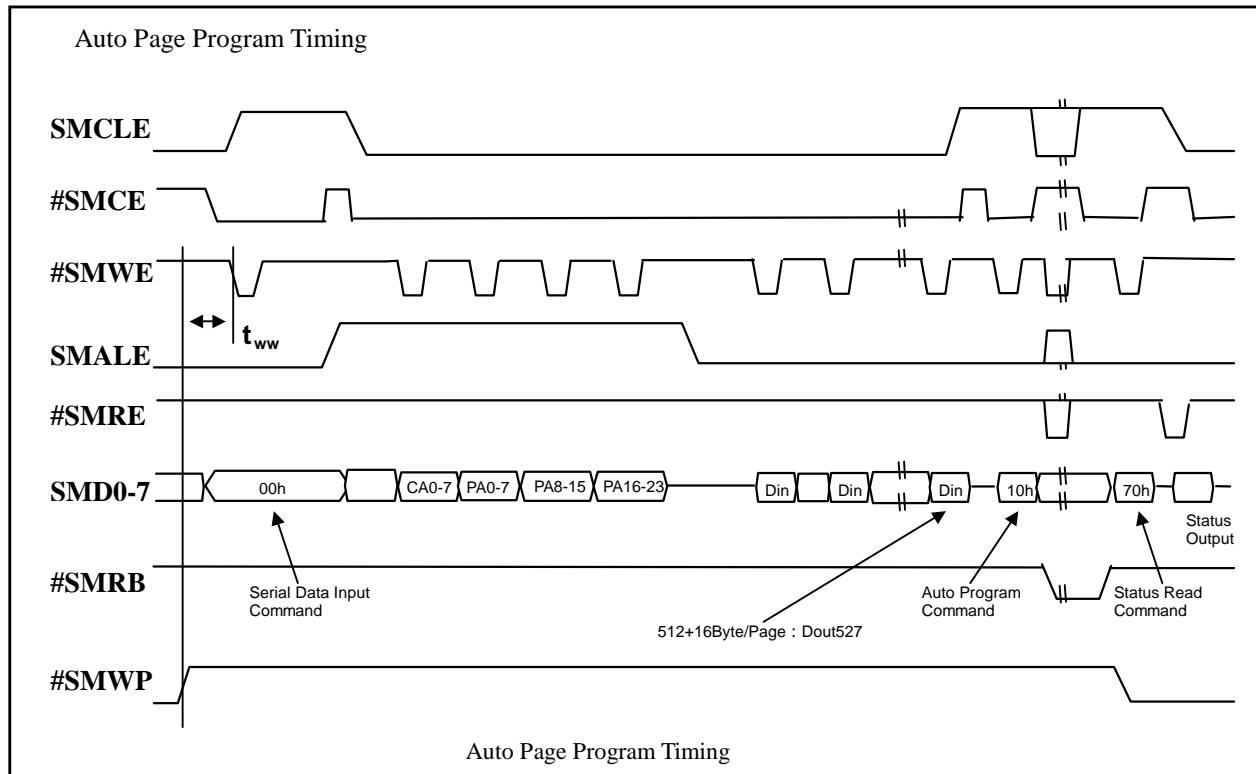 Auto Page Program Timing
SMCLE
#SMCE
#SMWE
tww
SMALE
#SMRE
SMD0-7
00h
CA0-7
PA0-7
PA8-15
PA16-23
Din
Din
Din
10h
70h
Status
Output
#SMRB
Serial Data Input
Command
Auto Program
Command
Status Read
Command
512+16Byte/Page : Dout527
#SMWP
Auto Page Program Timing